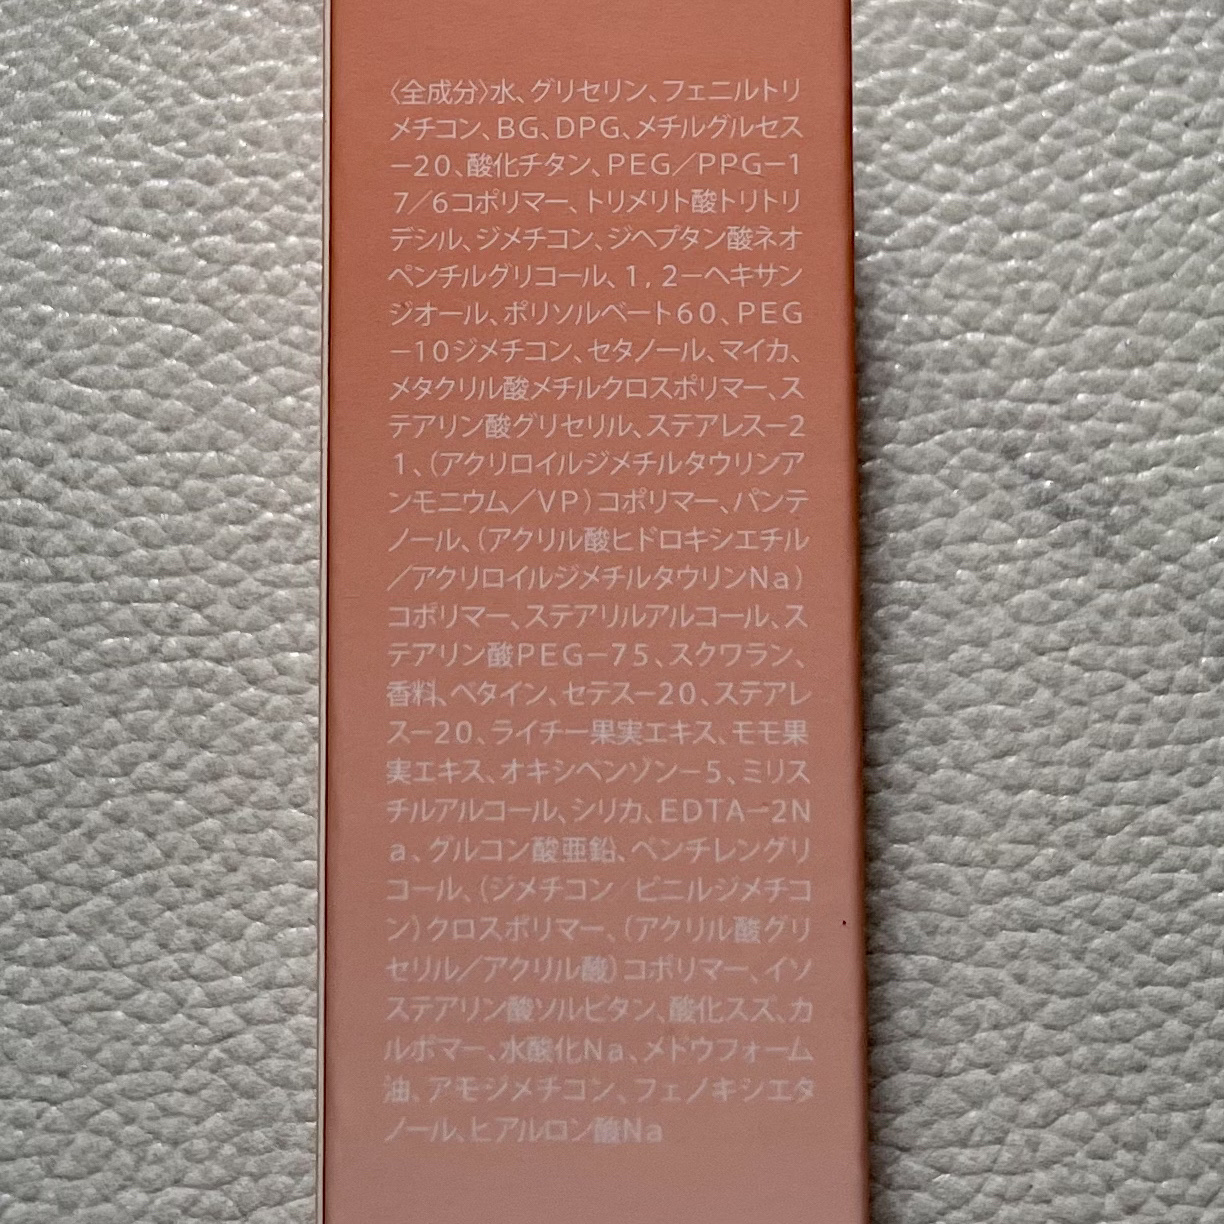 〈全成分〉水、グリセリン、フェニルトリ
メチコン、BG、DPG、メチルグルセス
－20、酸化チタン、PEG／PPG－1
7／6コポリマー、トリメリト酸トリトリ
デシル、ジメチコン、ジヘプタン酸ネオ
ペンチルグリコール、1，2－ヘキサン
ジオール、ポリソルベート60、PEG
－10ジメチコン、セタノール、マイカ、
メタクリル酸メチルクロスポリマー、ス
テアリン酸グリセリル、ステアレス－2
1、（アクリロイルジメチルタウリンア
ンモニウム／VP）コポリマー、パンテ
ノール、（アクリル酸ヒドロキシエチル
／アクリロイルジメチルタウリンNa）
コポリマー、ステアリルアルコール、ス
テアリン酸PEG－75、スクワラン、
香料、ベタイン、セテス－20、ステアレ
ス－20、ライチー果実エキス、モモ果
実エキス、オキシベンゾン－5、ミリス
チルアルコール、シリカ、EDTA－2N
a、グルコン酸亜鉛、ペンチレングリ
コール、（ジメチコン／ビニルジメチコ
ン）クロスポリマー、（アクリル酸グリ
セリル／アクリル酸）コポリマー、イソ
ステアリン酸ソルビタン、酸化スズ、カ
ルボマー、水酸化Na、メドウフォーム
油、アモジメチコン、フェノキシエタ
ノール、ヒアルロン酸Na